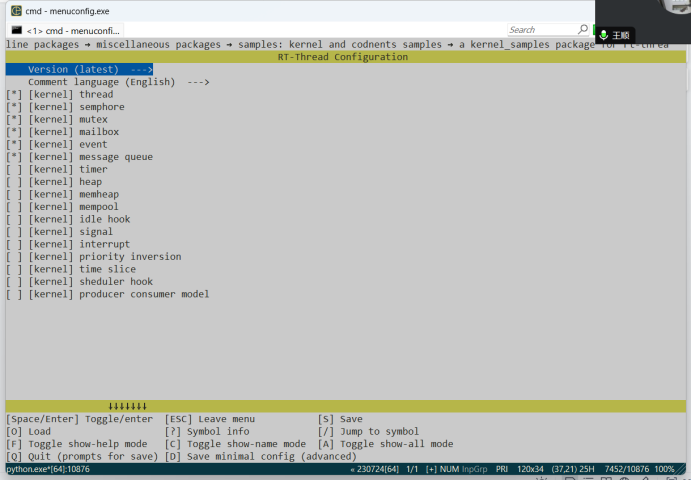 cmd - menuconfig.exe
<1> cmd - menuconfi...
Search
王顺
line packages → miscellaneous packages → samples: kernel and codnents samples → a kernel_samples package for rt-threa
RT-Thread Configuration
Version (latest)  --->
Comment language (English)  --->
[*] [kernel] thread
[*] [kernel] semphore
[*] [kernel] mutex
[*] [kernel] mailbox
[*] [kernel] event
[*] [kernel] message queue
[ ] [kernel] timer
[ ] [kernel] heap
[ ] [kernel] memheap
[ ] [kernel] mempool
[ ] [kernel] idle hook
[ ] [kernel] signal
[ ] [kernel] interrupt
[ ] [kernel] priority inversion
[ ] [kernel] time slice
[ ] [kernel] sheduler hook
[ ] [kernel] producer consumer model
↓↓↓↓↓↓↓
[Space/Enter] Toggle/enter  [ESC] Leave menu  [S] Save
[O] Load  [?] Symbol info  [/] Jump to symbol
[F] Toggle show-help mode  [C] Toggle show-name mode  [A] Toggle show-all mode
[Q] Quit (prompts for save) [D] Save minimal config (advanced)
python.exe*[64]:10876  « 230724[64]  1/1  [+] NUM InpGrp  PRI  120x34  (37,21) 25H  7452/10876  100%